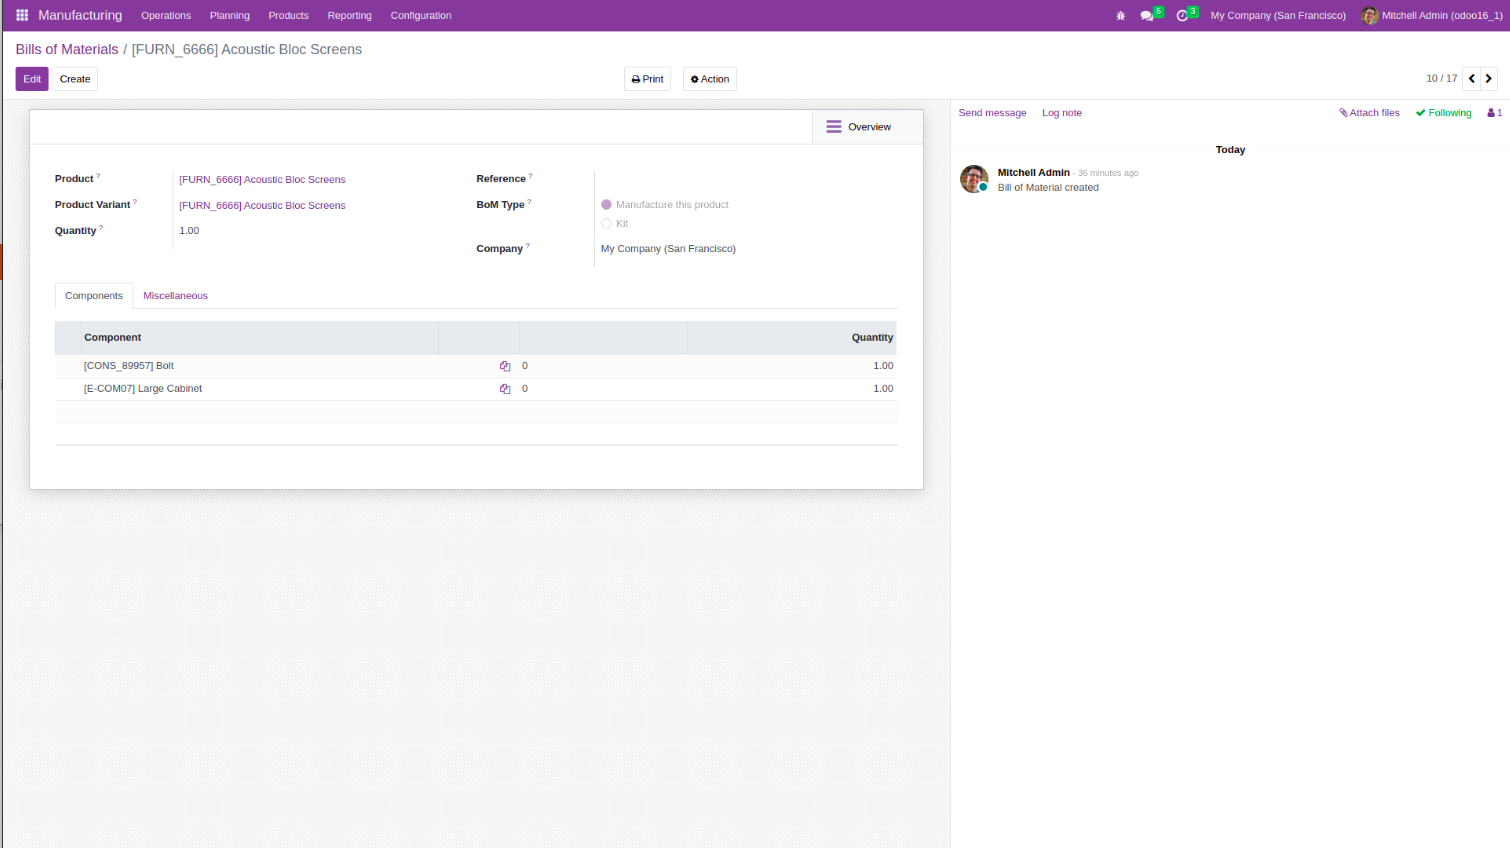 Manufacturing Operations Planning Products Reporting Configuration 5 3 My Company (San Francisco) Mitchell Admin (odoo16_1)
Bills of Materials / [FURN_6666] Acoustic Bloc Screens
Edit Create Print Action 10 / 17
Overview
Send message Log note Attach files Following 1
Today
Mitchell Admin - 36 minutes ago
Bill of Material created
Product ? [FURN_6666] Acoustic Bloc Screens
Product Variant ? [FURN_6666] Acoustic Bloc Screens
Quantity ? 1.00
Reference ?
BoM Type ? Manufacture this product
Kit
Company ? My Company (San Francisco)
Components Miscellaneous
Component Quantity
[CONS_89957] Bolt 0 1.00
[E-COM07] Large Cabinet 0 1.00